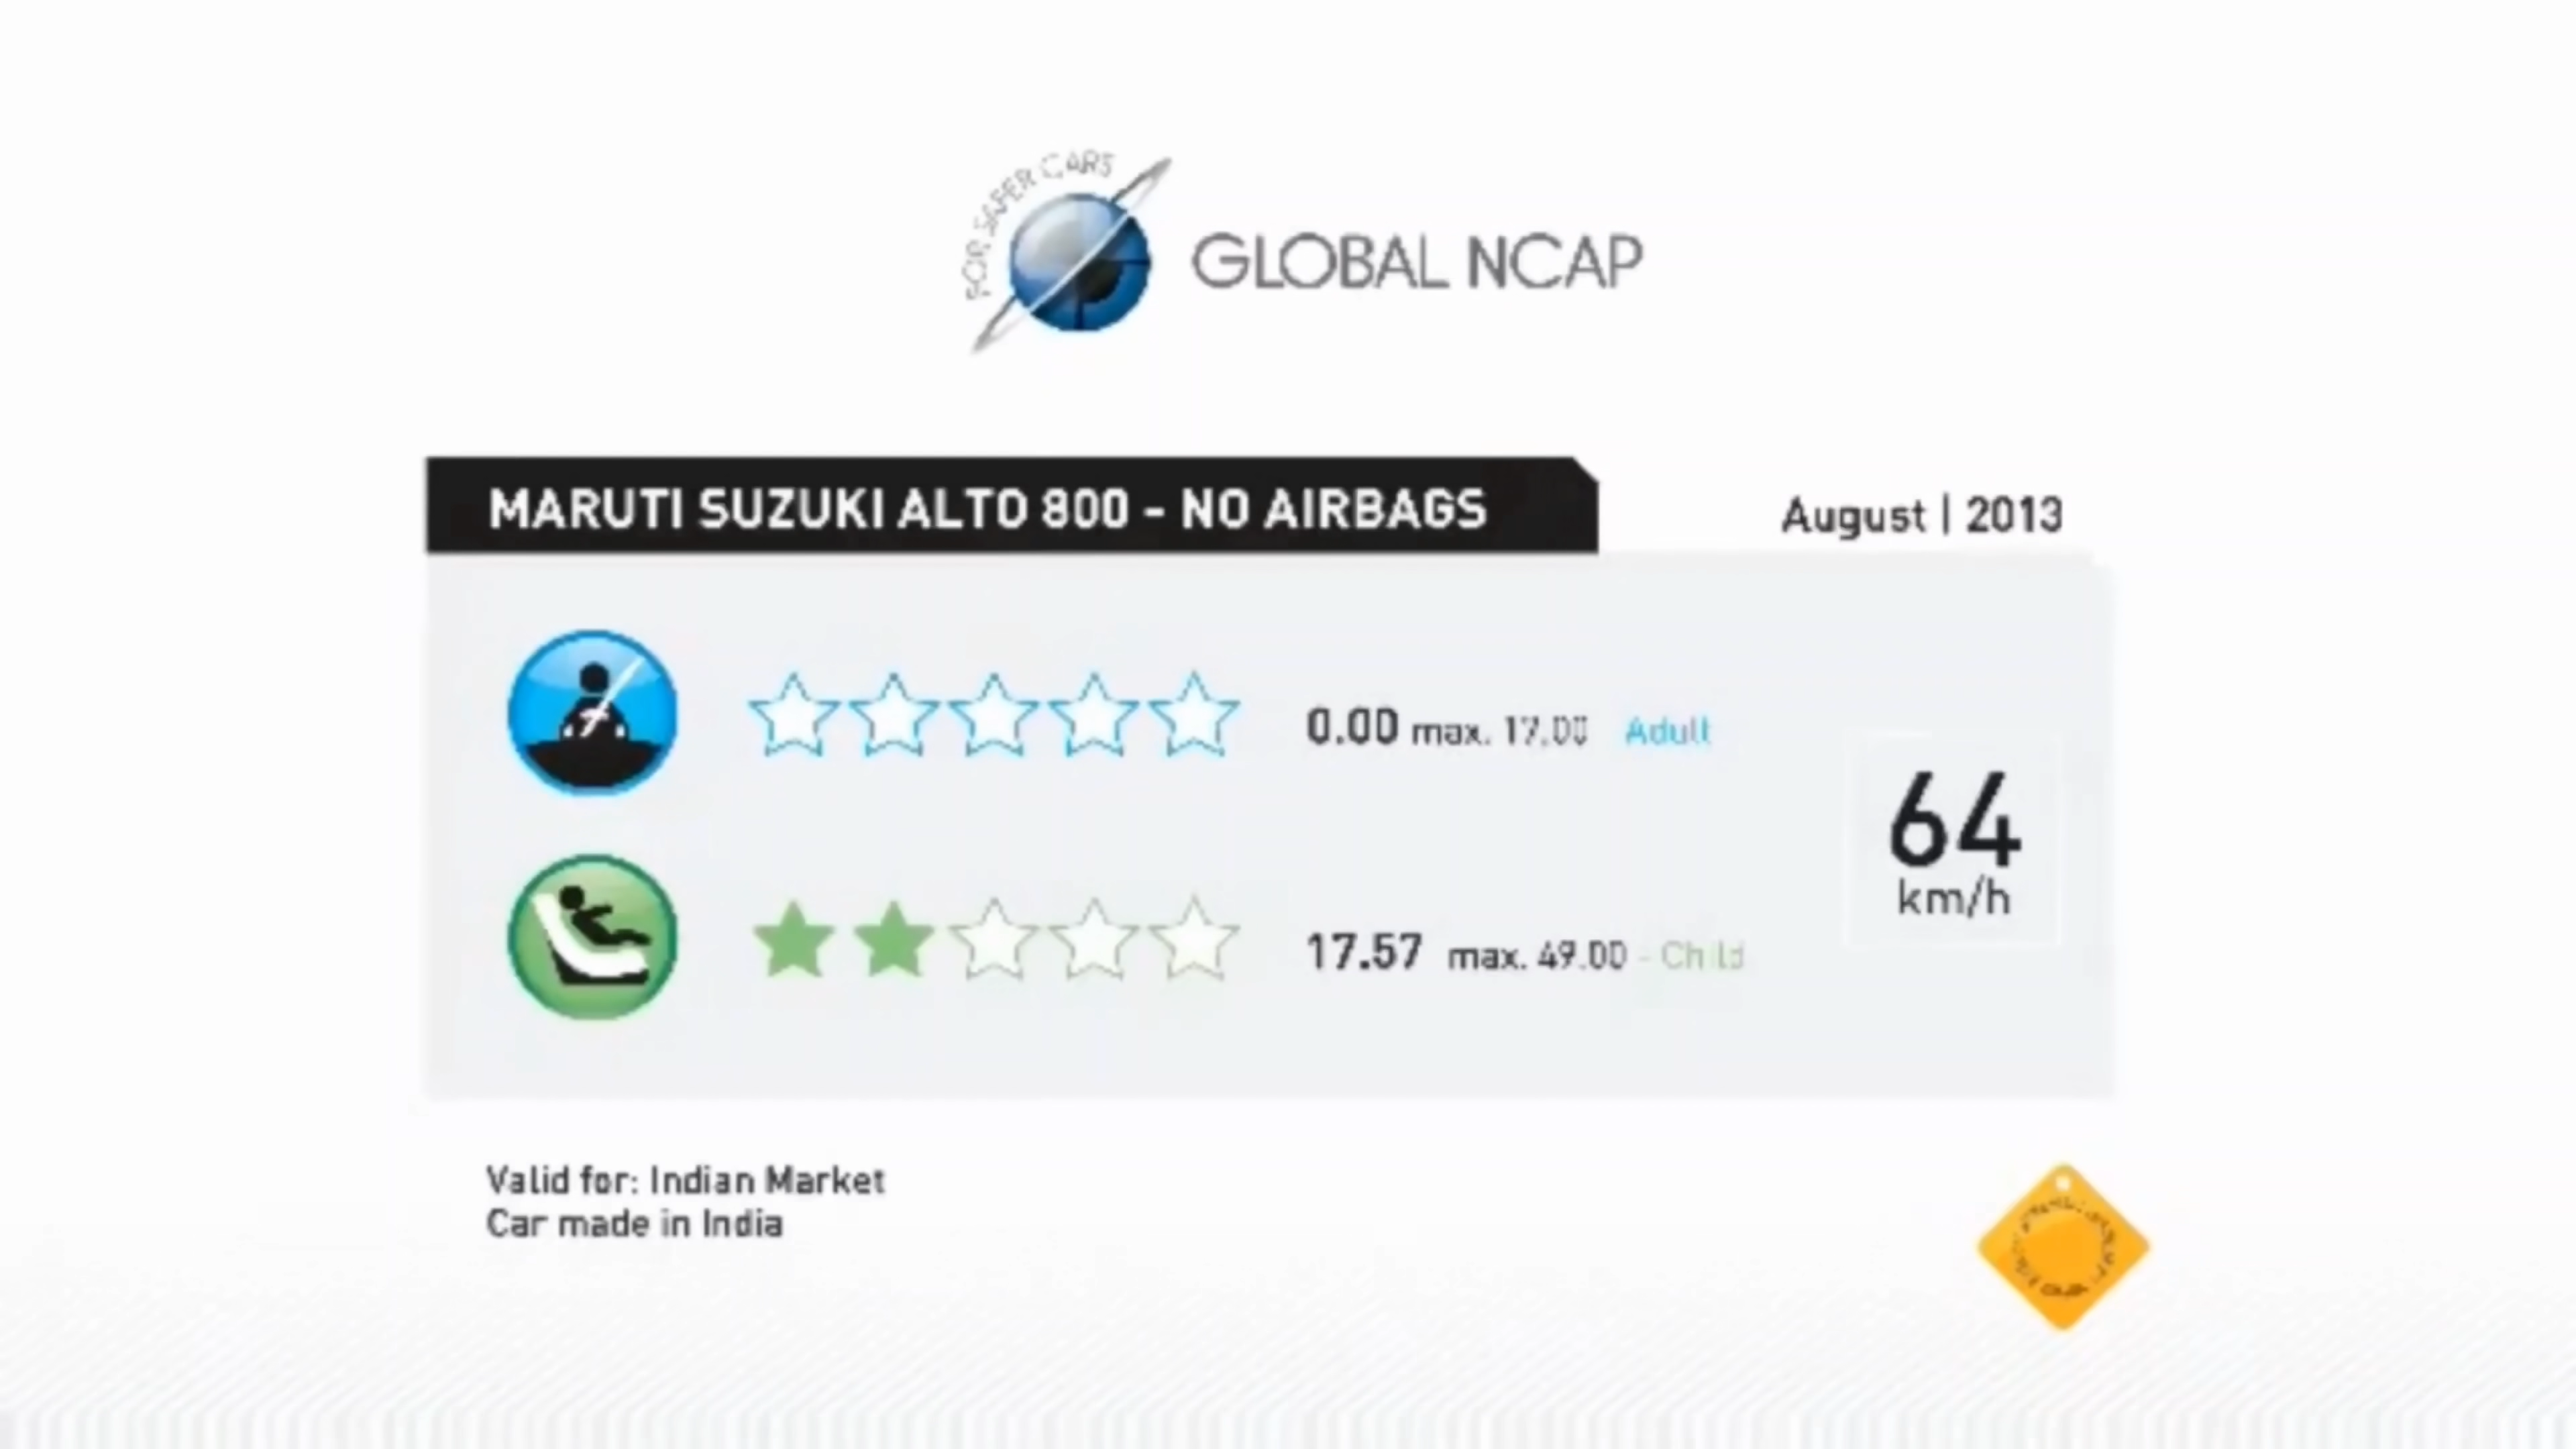 FOR SAFER CARS
GLOBAL NCAP
MARUTI SUZUKI ALTO 800 - NO AIRBAGS
August | 2013
0.00 max. 17.00 Adult
17.57 max. 49.00 - Child
64
km/h
Valid for: Indian Market
Car made in India